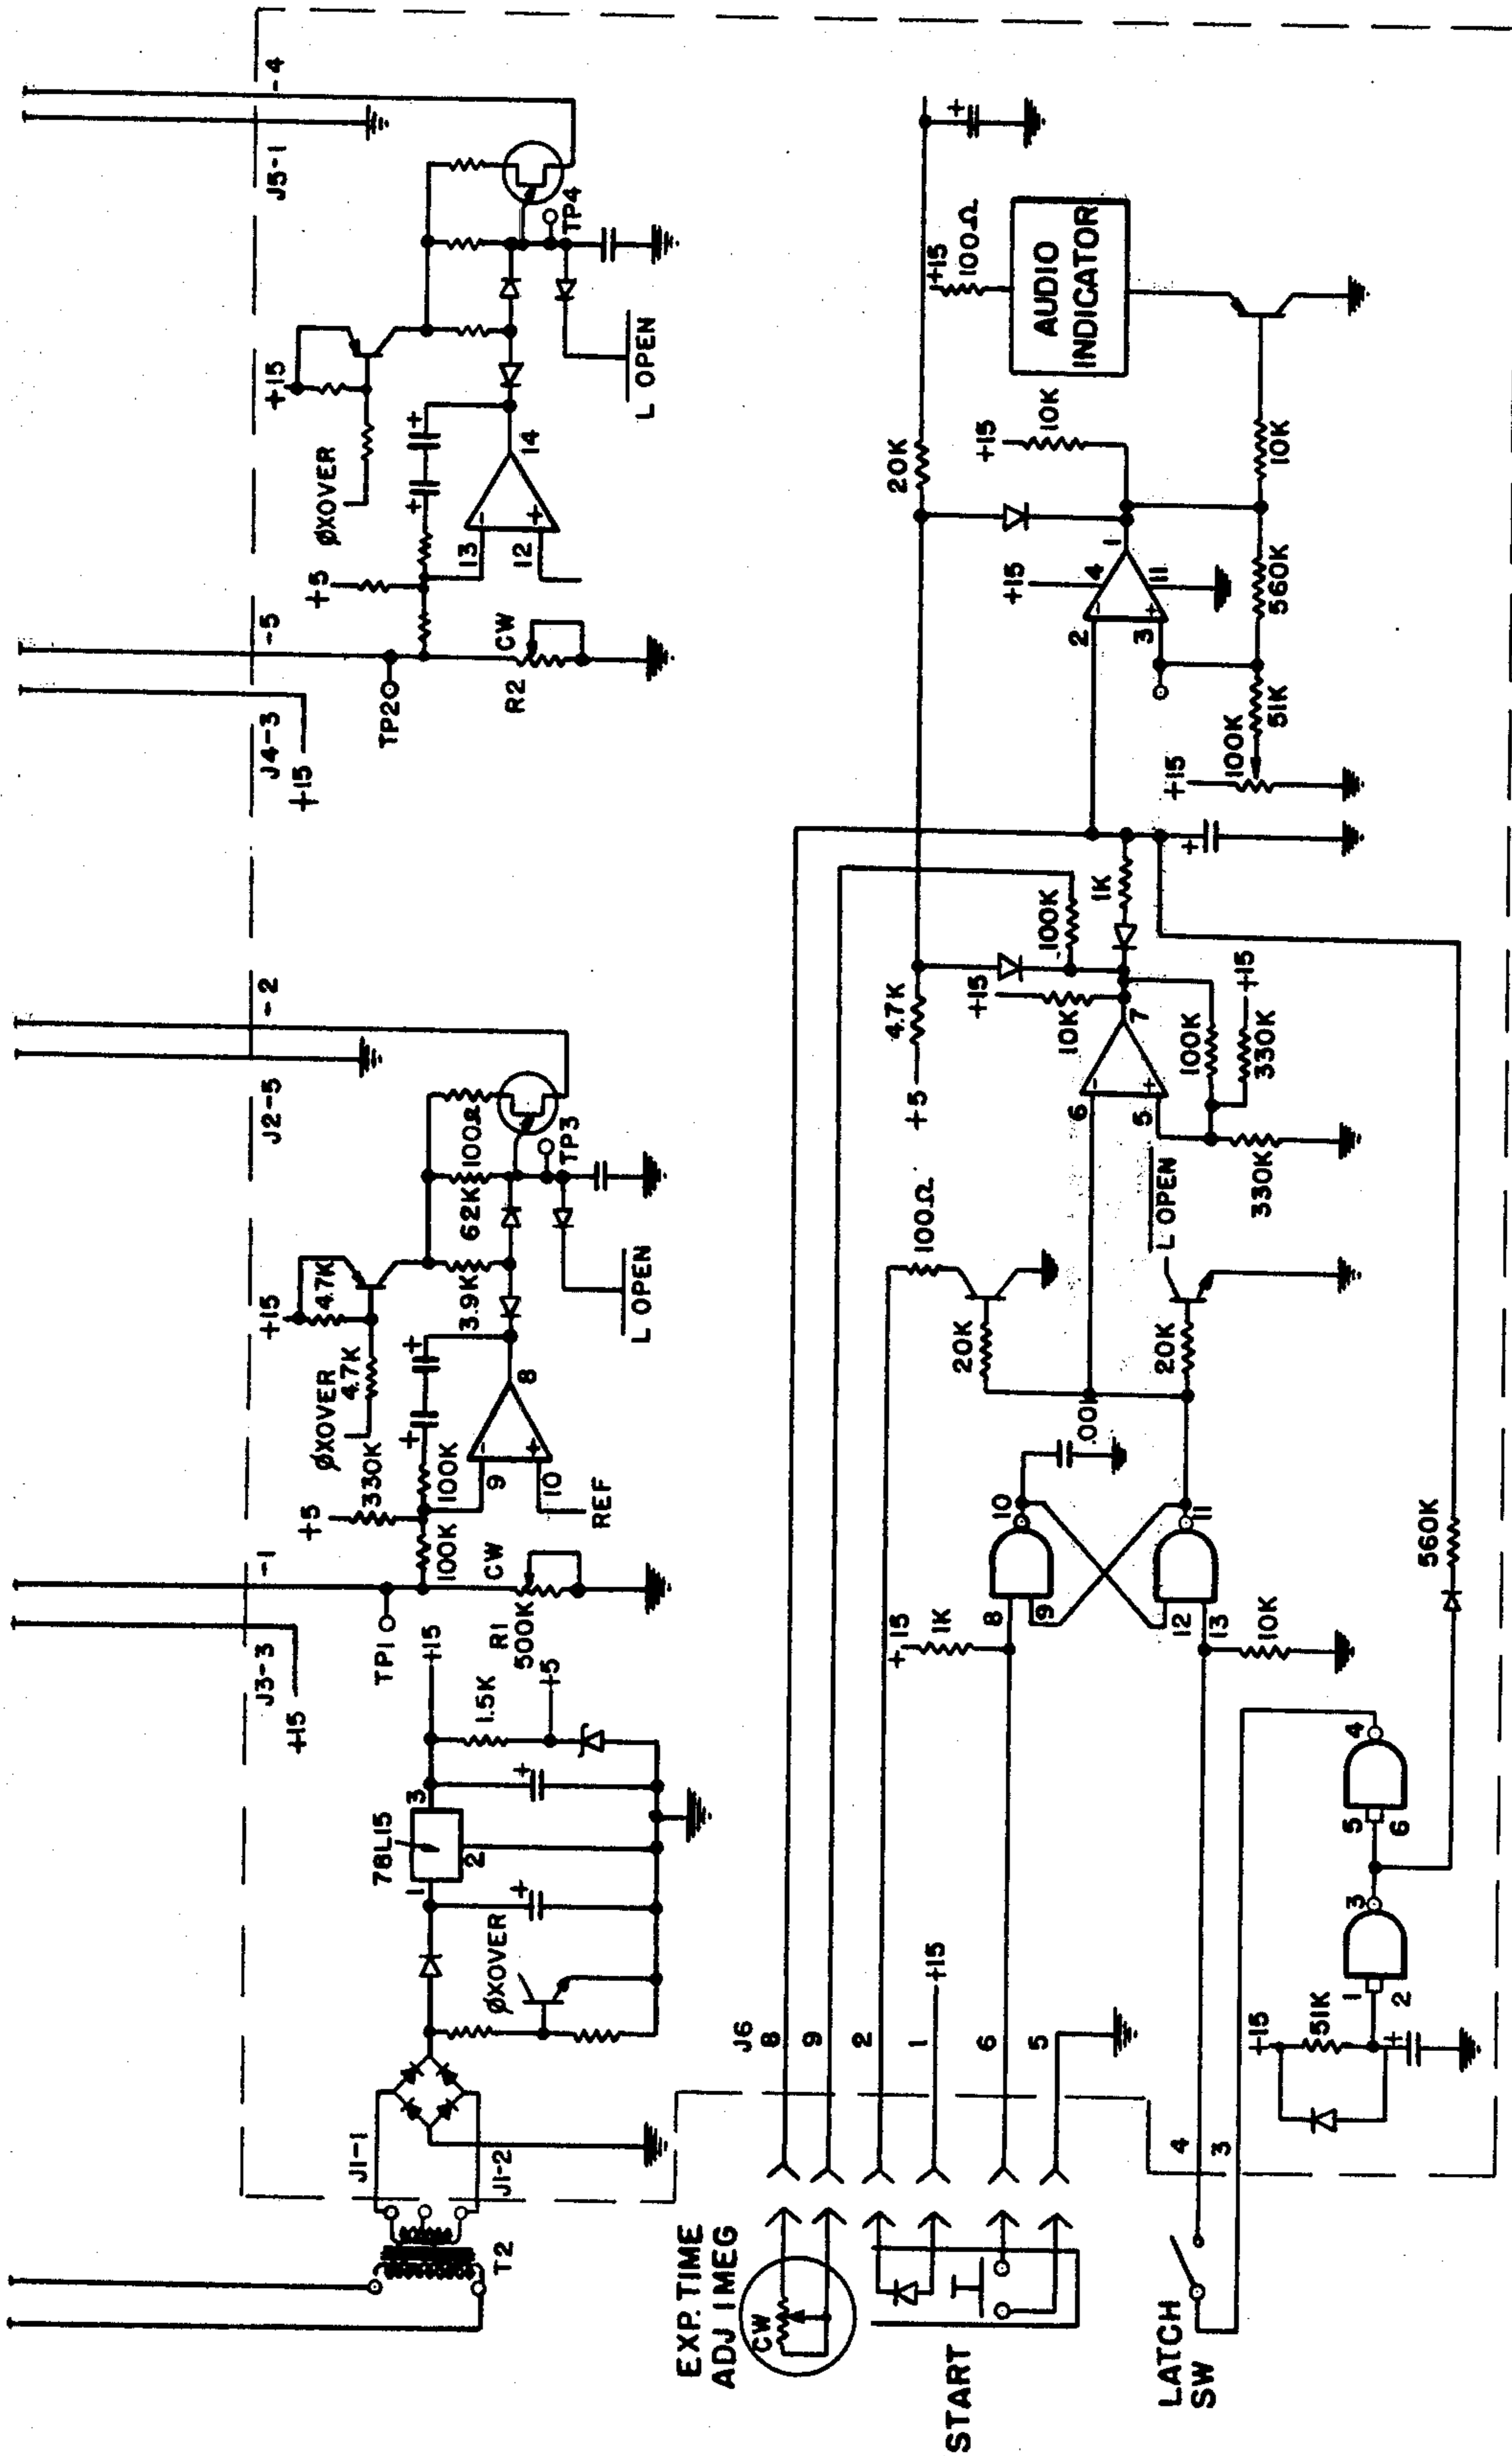 T2
J1-1
J1-2
78L15
1
2
3
ØXOVER
+15
1.5K
+5
J3-3
-1
+15
TP1
R1
500K
CW
+5
330K
100K
100K
9
10
8
REF
ØXOVER
4.7K
+15
4.7K
3.9K
62K
100Ω
TP3
L OPEN
J2-5
-2
J4-3
-5
+15
TP2
R2
CW
+5
13
12
14
ØXOVER
+15
TP4
L OPEN
J5-1
-4
EXP. TIME
ADJ 1MEG
CW
START
LATCH
SW
J6
8
9
2
1
+15
6
5
4
3
+15
51K
1
2
3
5
6
4
+15
1K
8
9
10
12
13
11
10K
560K
20K
100Ω
20K
L OPEN
+5
4.7K
+15
10K
6
5
7
100K
1K
100K
330K
+15
330K
20K
+15
100K
51K
560K
2
3
+15
4
11
1
+15
10K
10K
+15
100Ω
AUDIO
INDICATOR